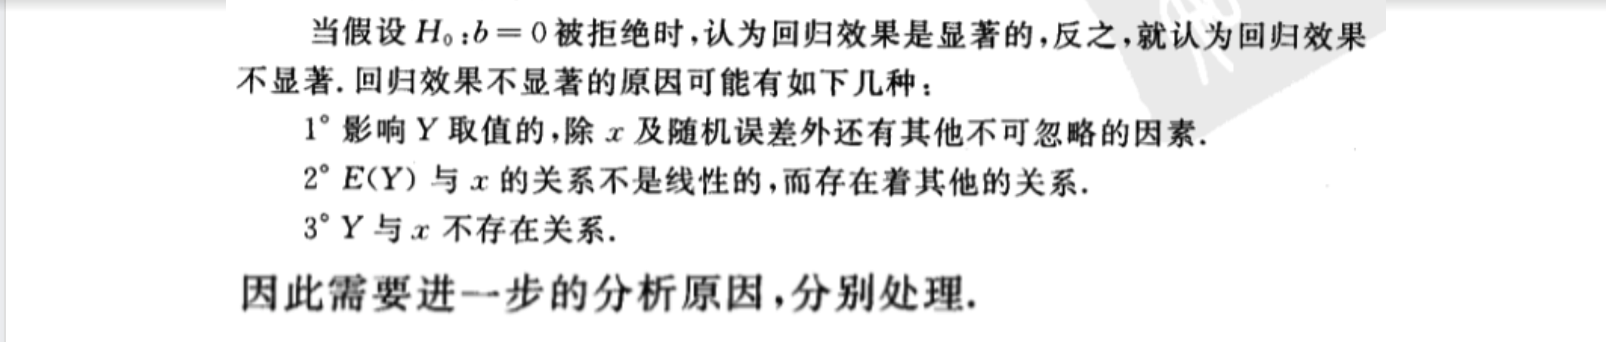 当假设 H₀:b=0被拒绝时,认为回归效果是显著的,反之,就认为回归效果
不显著.回归效果不显著的原因可能有如下几种:
1° 影响 Y 取值的,除 x 及随机误差外还有其他不可忽略的因素.
2° E(Y) 与 x 的关系不是线性的,而存在着其他的关系.
3° Y 与 x 不存在关系.
因此需要进一步的分析原因,分别处理.